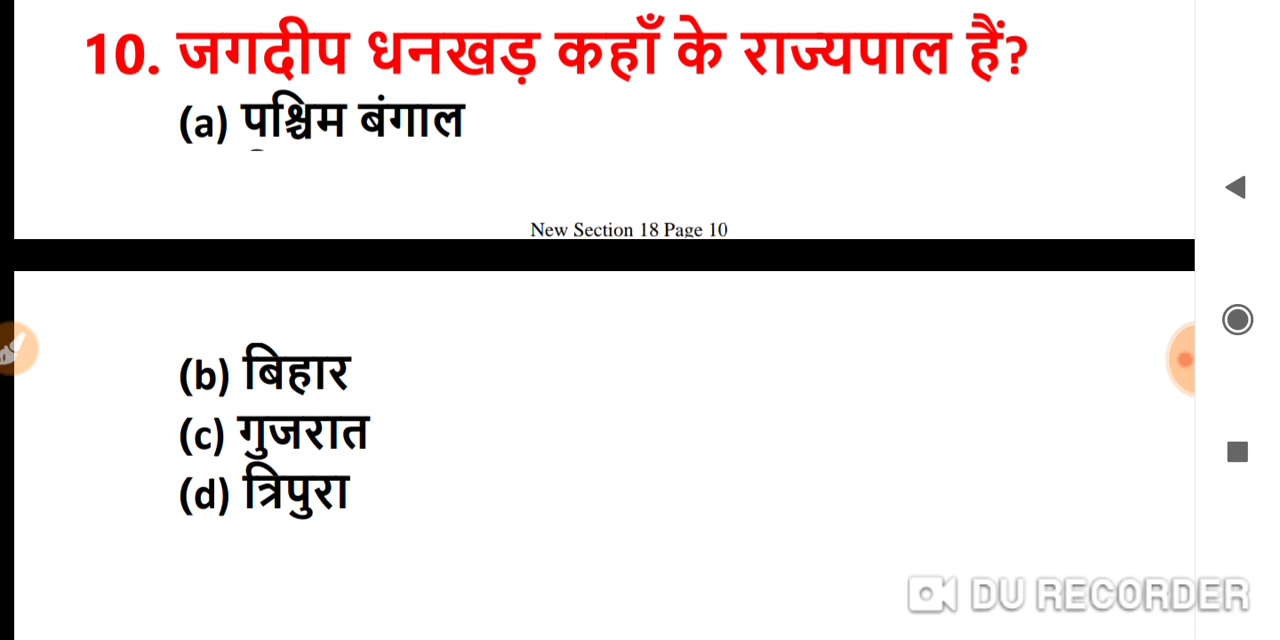 10. जगदीप धनखड़ कहाँ के राज्यपाल हैं?
(a) पश्चिम बंगाल
New Section 18 Page 10
(b) बिहार
(c) गुजरात
(d) त्रिपुरा
DU RECORDER